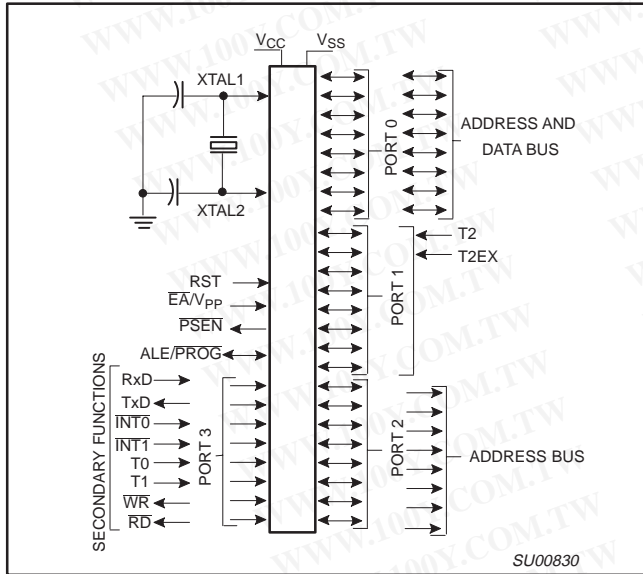 WWW.100Y.COM.TW
VCC VSS
XTAL1
XTAL2
PORT 0
ADDRESS AND
DATA BUS
T2
T2EX
PORT 1
RST
EA/VPP
PSEN
ALE/PROG
SECONDARY FUNCTIONS
RxD
TxD
INT0
INT1
T0
T1
WR
RD
PORT 3
PORT 2
ADDRESS BUS
SU00830